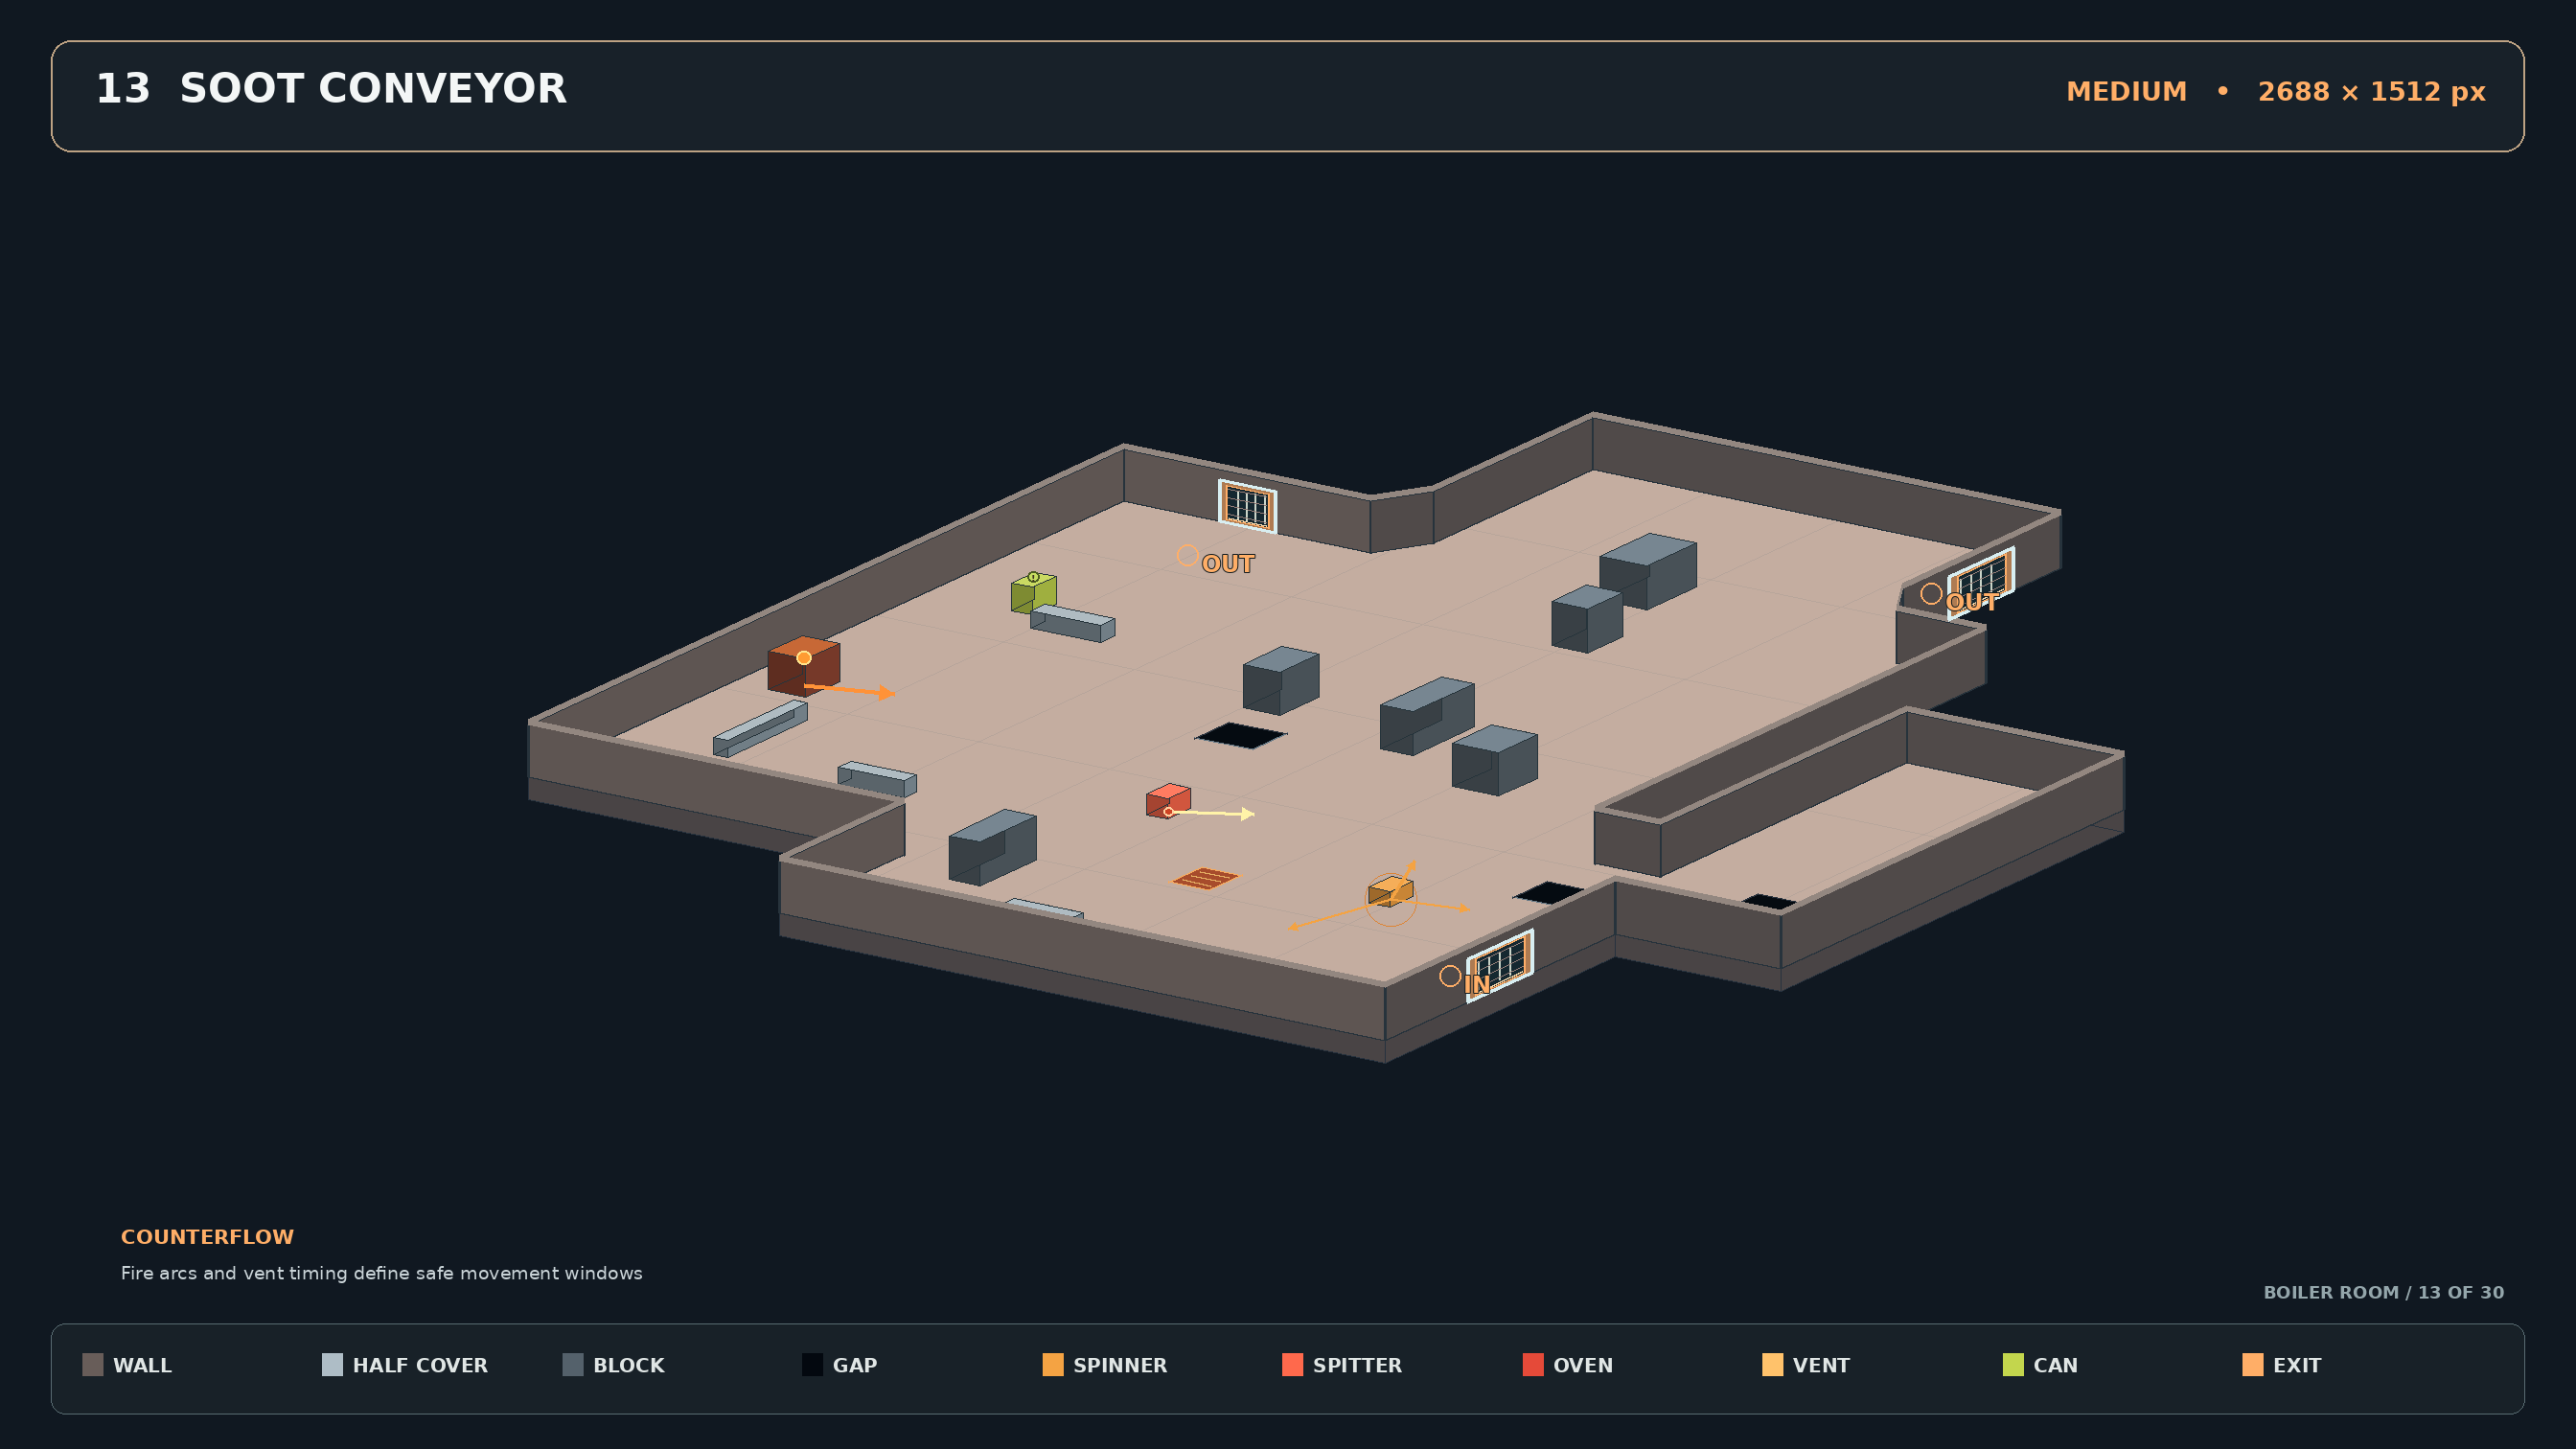 13 SOOT CONVEYOR
MEDIUM • 2688 × 1512 px
OUT
OUT
IN
COUNTERFLOW
Fire arcs and vent timing define safe movement windows
BOILER ROOM / 13 OF 30
WALL
HALF COVER
BLOCK
GAP
SPINNER
SPITTER
OVEN
VENT
CAN
EXIT